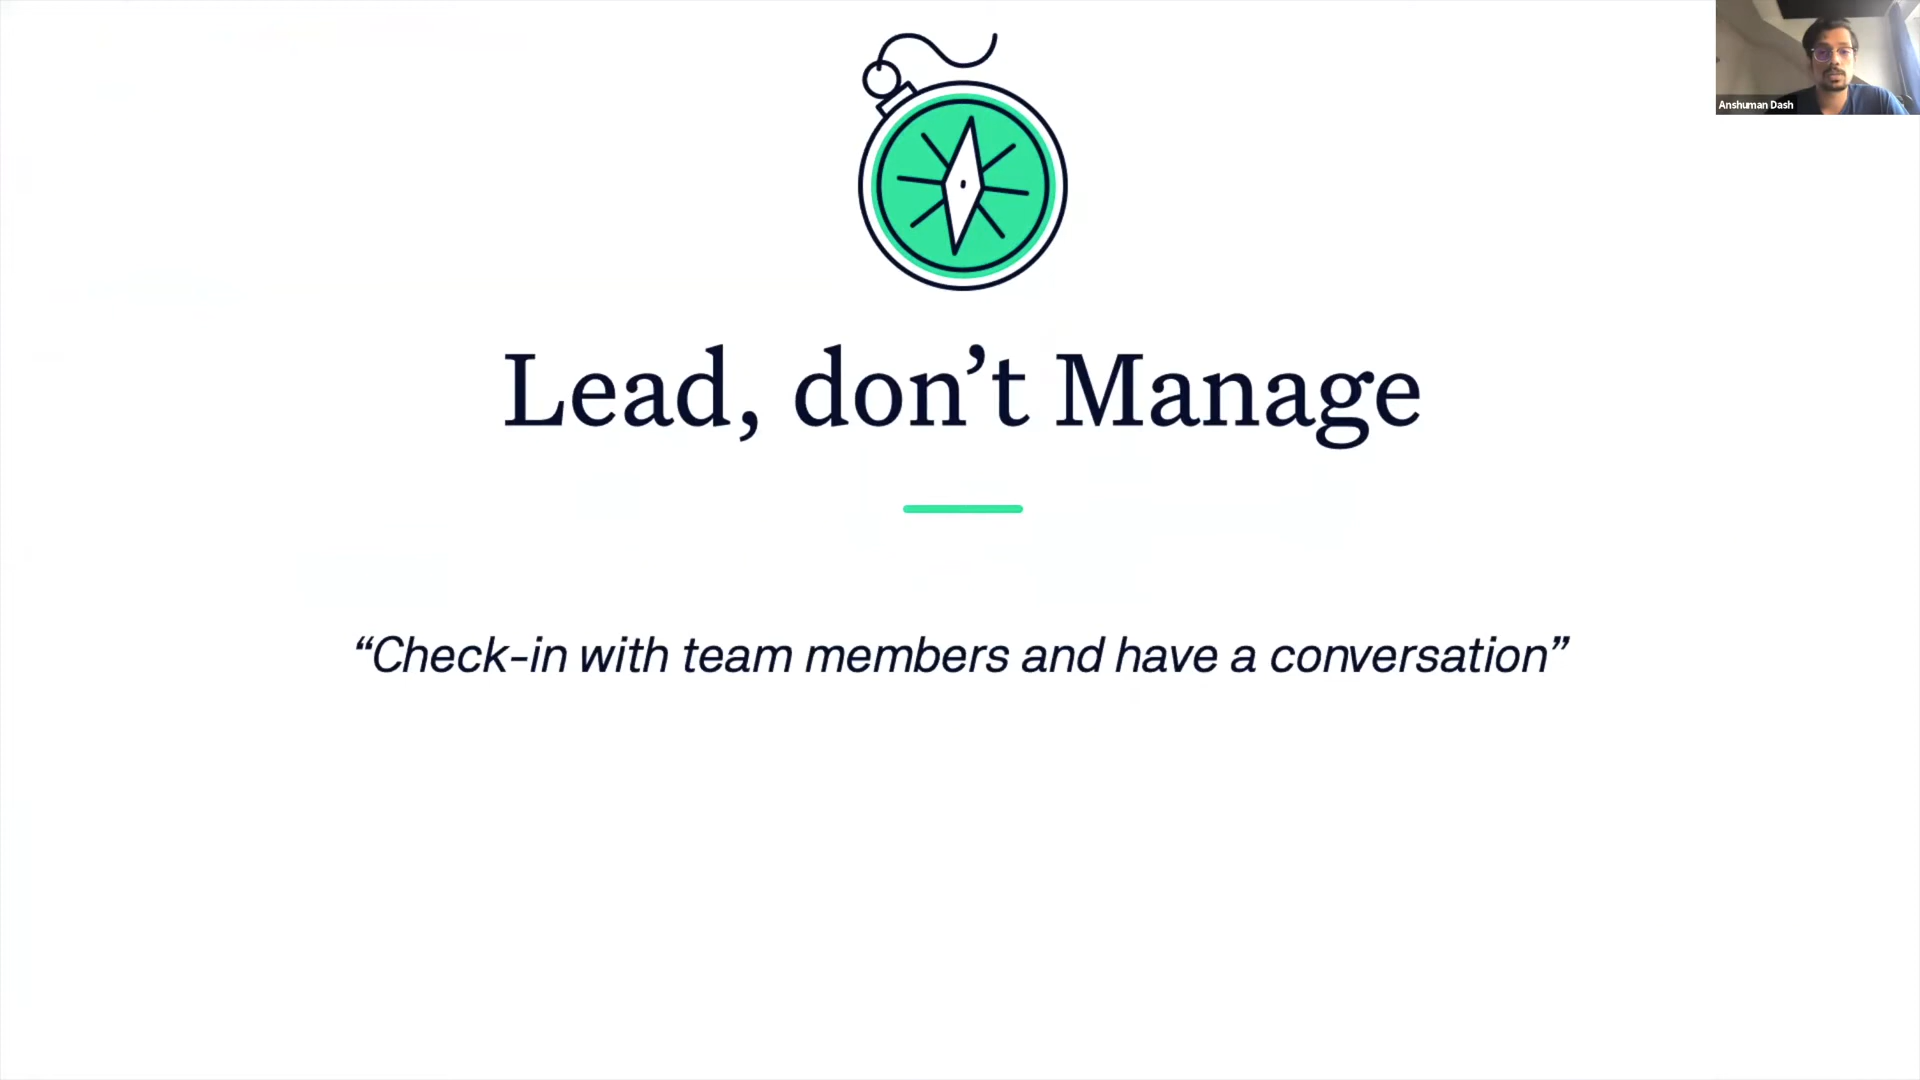 Anshuman Dash
Lead, don’t Manage
“Check-in with team members and have a conversation”